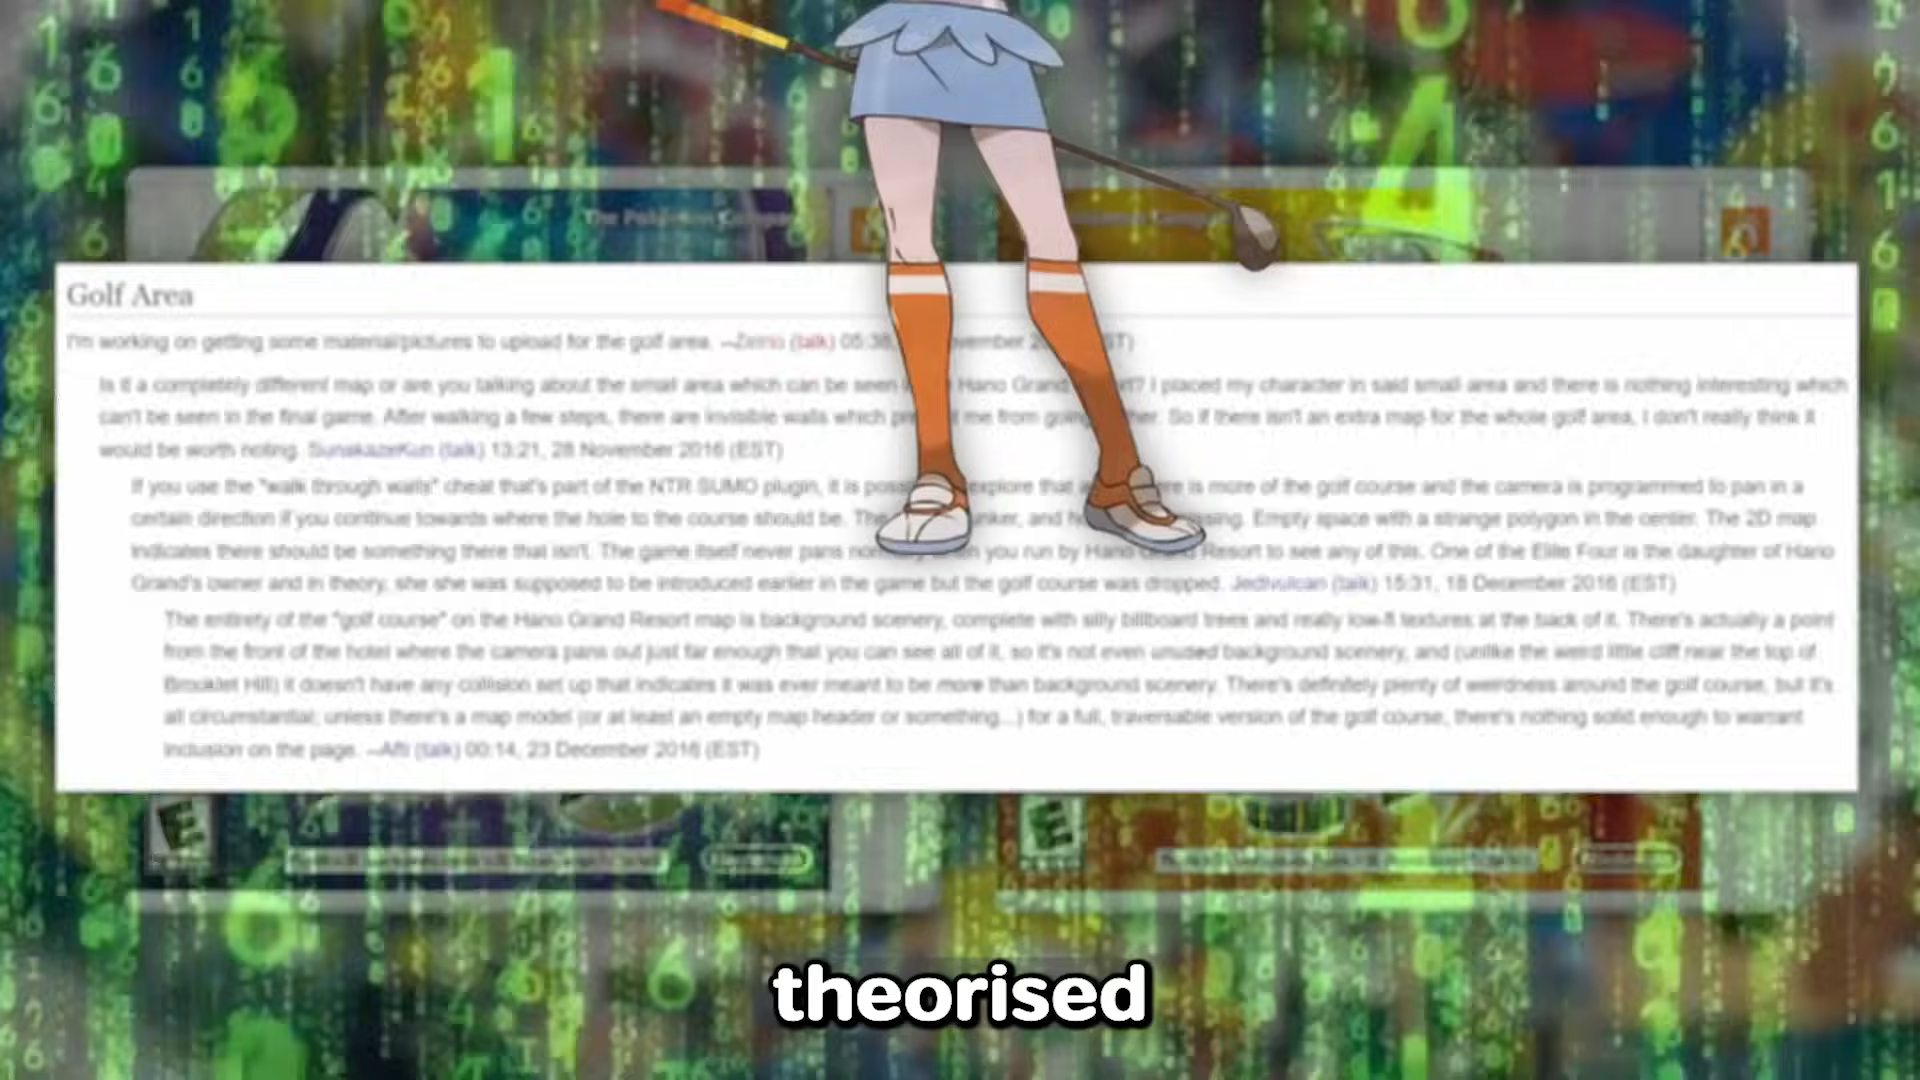 Golf Area
I'm working on getting some material/pictures to upload for the golf area. --Zinno (talk) 05:38, vember 2 ST)
Is it a completely different map or are you talking about the small area which can be seen Hano Grand rt? I placed my character in said small area and there is nothing interesting which
can't be seen in the final game. After walking a few steps, there are invisible walls which pre t me from going her. So if there isn't an extra map for the whole golf area, I don't really think it
would be worth noting. SunakazeKun (talk) 13:21, 28 November 2016 (EST)
If you use the "walk through walls" cheat that's part of the NTR SUMO plugin, it is poss explore that a re is more of the golf course and the camera is programmed to pan in a
certain direction if you continue towards where the hole to the course should be. The nker, and h ssing. Empty space with a strange polygon in the center. The 2D map
indicates there should be something there that isn't. The game itself never pans nor n you run by Hano Grand Resort to see any of this. One of the Elite Four is the daughter of Hano
Grand's owner and in theory, she she was supposed to be introduced earlier in the game but the golf course was dropped. Jedivulcan (talk) 15:31, 18 December 2016 (EST)
The entirety of the "golf course" on the Hano Grand Resort map is background scenery, complete with silly billboard trees and really low-fi textures at the back of it. There's actually a point
from the front of the hotel where the camera pans out just far enough that you can see all of it, so it's not even unused background scenery, and (unlike the weird little cliff near the top of
Brooklet Hill) it doesn't have any collision set up that indicates it was ever meant to be more than background scenery. There's definitely plenty of weirdness around the golf course, but it's
all circumstantial; unless there's a map model (or at least an empty map header or something...) for a full, traversable version of the golf course, there's nothing solid enough to warrant
inclusion on the page. --Afti (talk) 00:14, 23 December 2016 (EST)
E
E
theorised